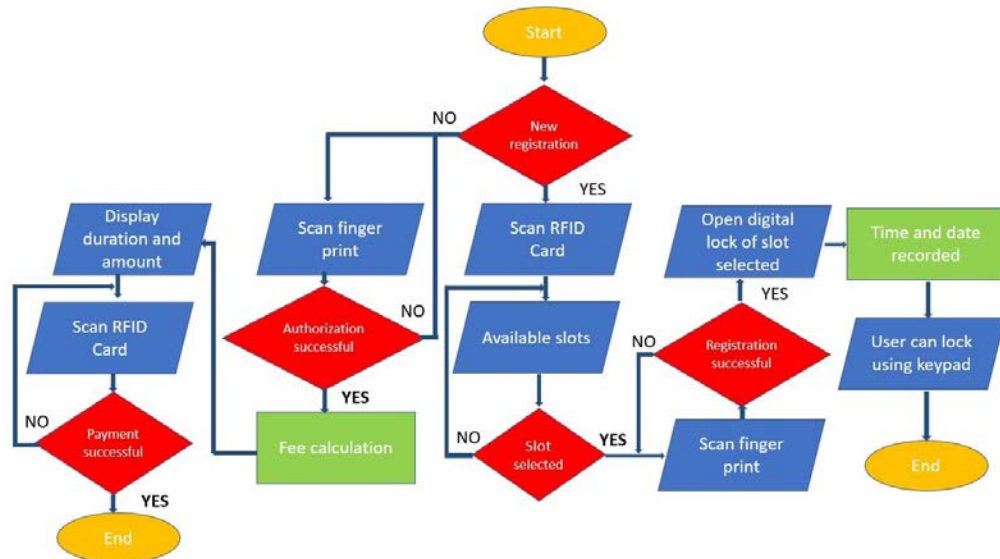 Start
New
registration
NO
YES
Scan finger
print
Authorization
successful
NO
YES
Fee calculation
Display
duration and
amount
Scan RFID
Card
Payment
successful
NO
YES
End
Scan RFID
Card
Available slots
Slot
selected
NO
YES
Scan finger
print
Registration
successful
NO
YES
Open digital
lock of slot
selected
Time and date
recorded
User can lock
using keypad
End